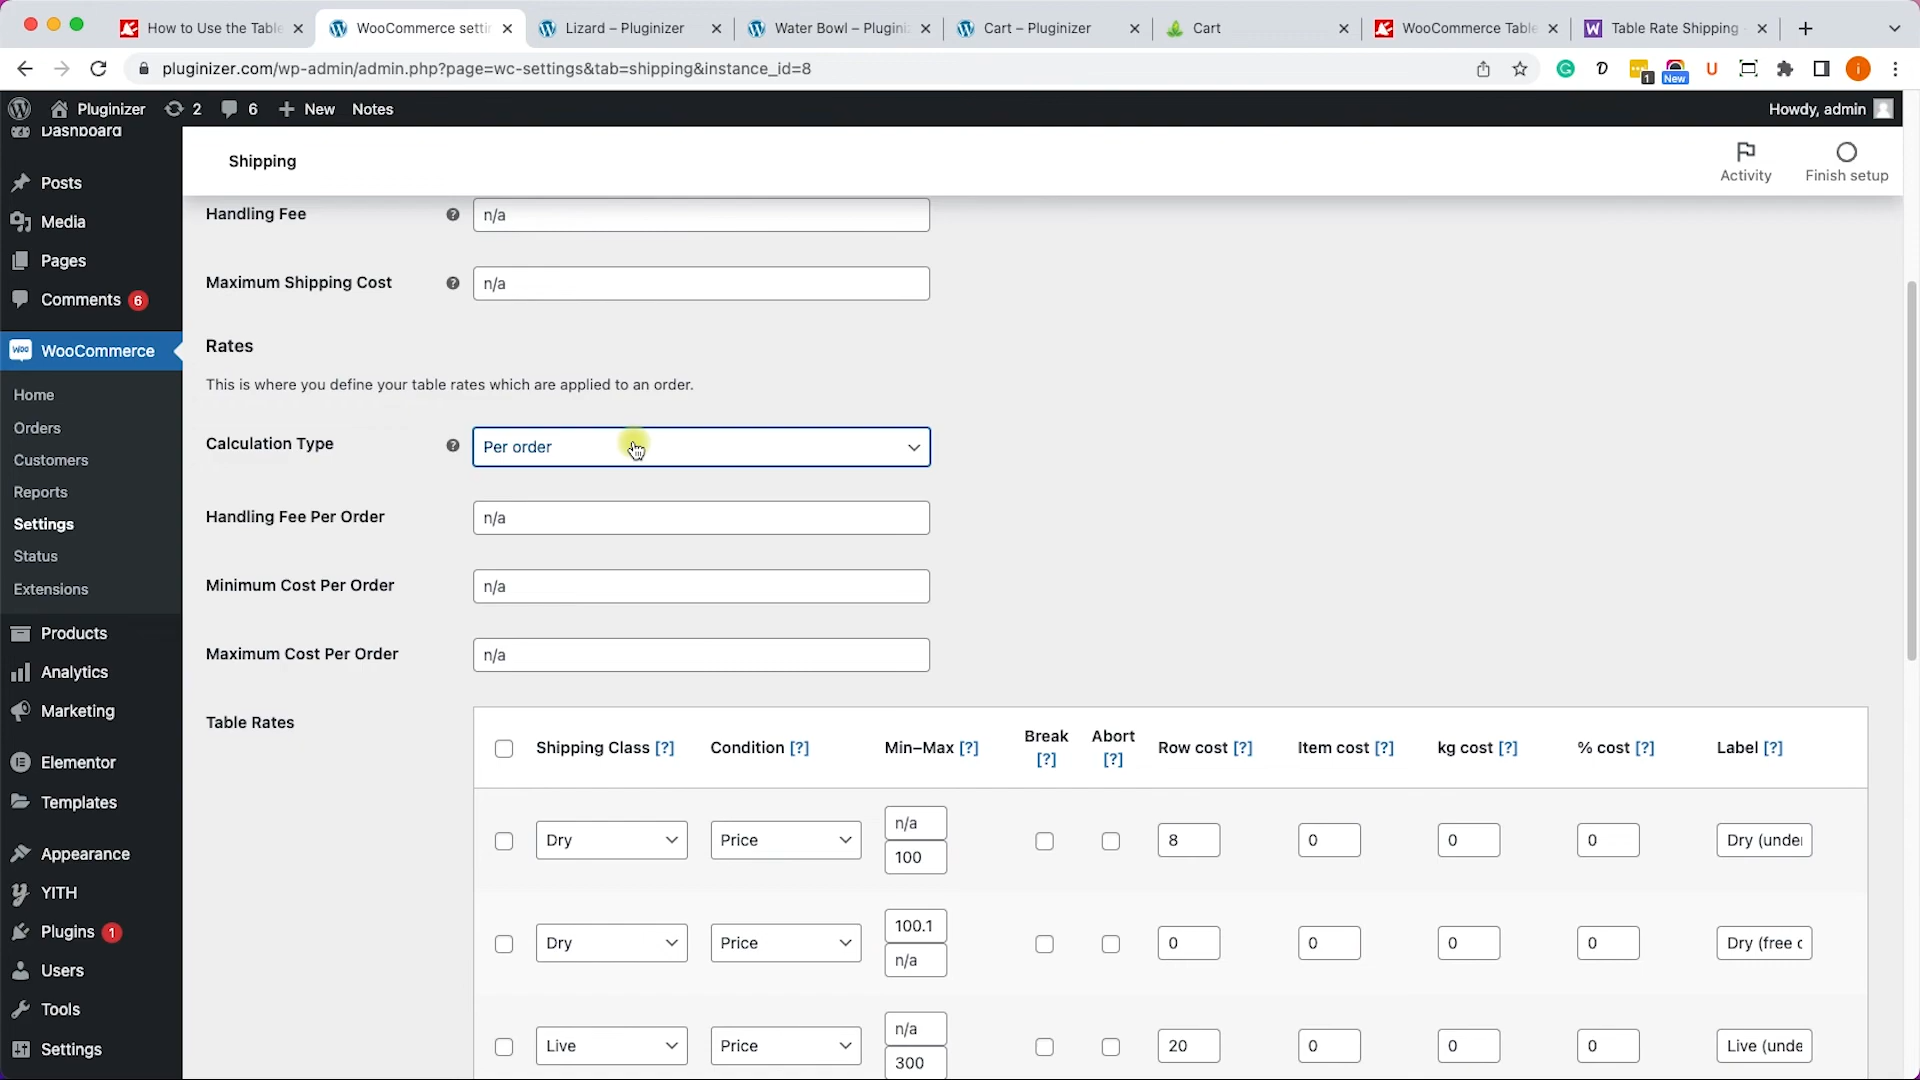 How to Use the Table
WooCommerce setti
Lizard – Pluginizer
Water Bowl – Pluginiz
Cart – Pluginizer
Cart
WooCommerce Table
Table Rate Shipping
pluginizer.com/wp-admin/admin.php?page=wc-settings&tab=shipping&instance_id=8
1
New
U
i
Pluginizer
2
6
New
Notes
Howdy, admin
Dashboard
Posts
Media
Pages
Comments 6
WooCommerce
Home
Orders
Customers
Reports
Settings
Status
Extensions
Products
Analytics
Marketing
Elementor
Templates
Appearance
YITH
Plugins 1
Users
Tools
Settings
Shipping
Activity
Finish setup
Handling Fee
n/a
Maximum Shipping Cost
n/a
Rates
This is where you define your table rates which are applied to an order.
Calculation Type
Per order
Handling Fee Per Order
n/a
Minimum Cost Per Order
n/a
Maximum Cost Per Order
n/a
Table Rates
Shipping Class [?] Condition [?] Min–Max [?] Break [?] Abort [?] Row cost [?] Item cost [?] kg cost [?] % cost [?] Label [?]
Dry Price n/a 100 8 0 0 0 Dry (unde
Dry Price 100.1 n/a 0 0 0 0 Dry (free c
Live Price n/a 300 20 0 0 0 Live (unde